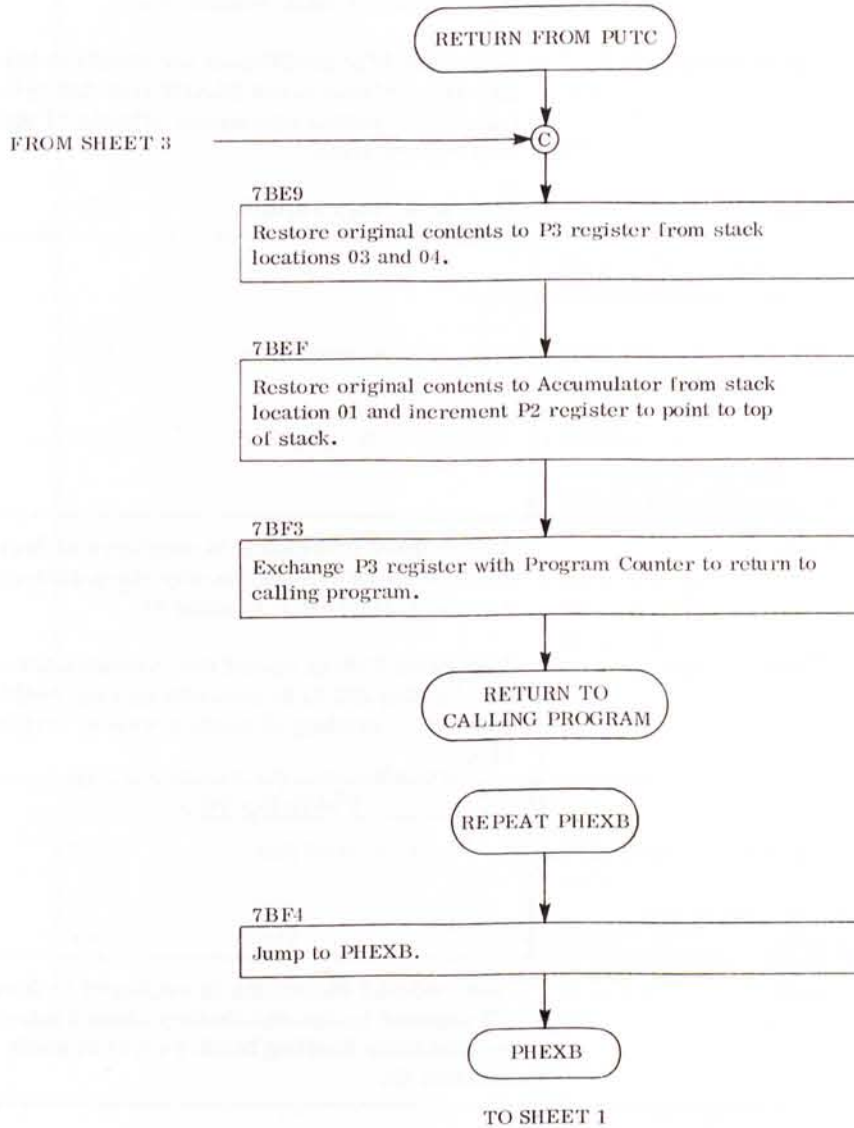 RETURN FROM PUTC
FROM SHEET 3
C
7BE9
Restore original contents to P3 register from stack
locations 03 and 04.
7BEF
Restore original contents to Accumulator from stack
location 01 and increment P2 register to point to top
of stack.
7BF3
Exchange P3 register with Program Counter to return to
calling program.
RETURN TO
CALLING PROGRAM
REPEAT PHEXB
7BF4
Jump to PHEXB.
PHEXB
TO SHEET 1